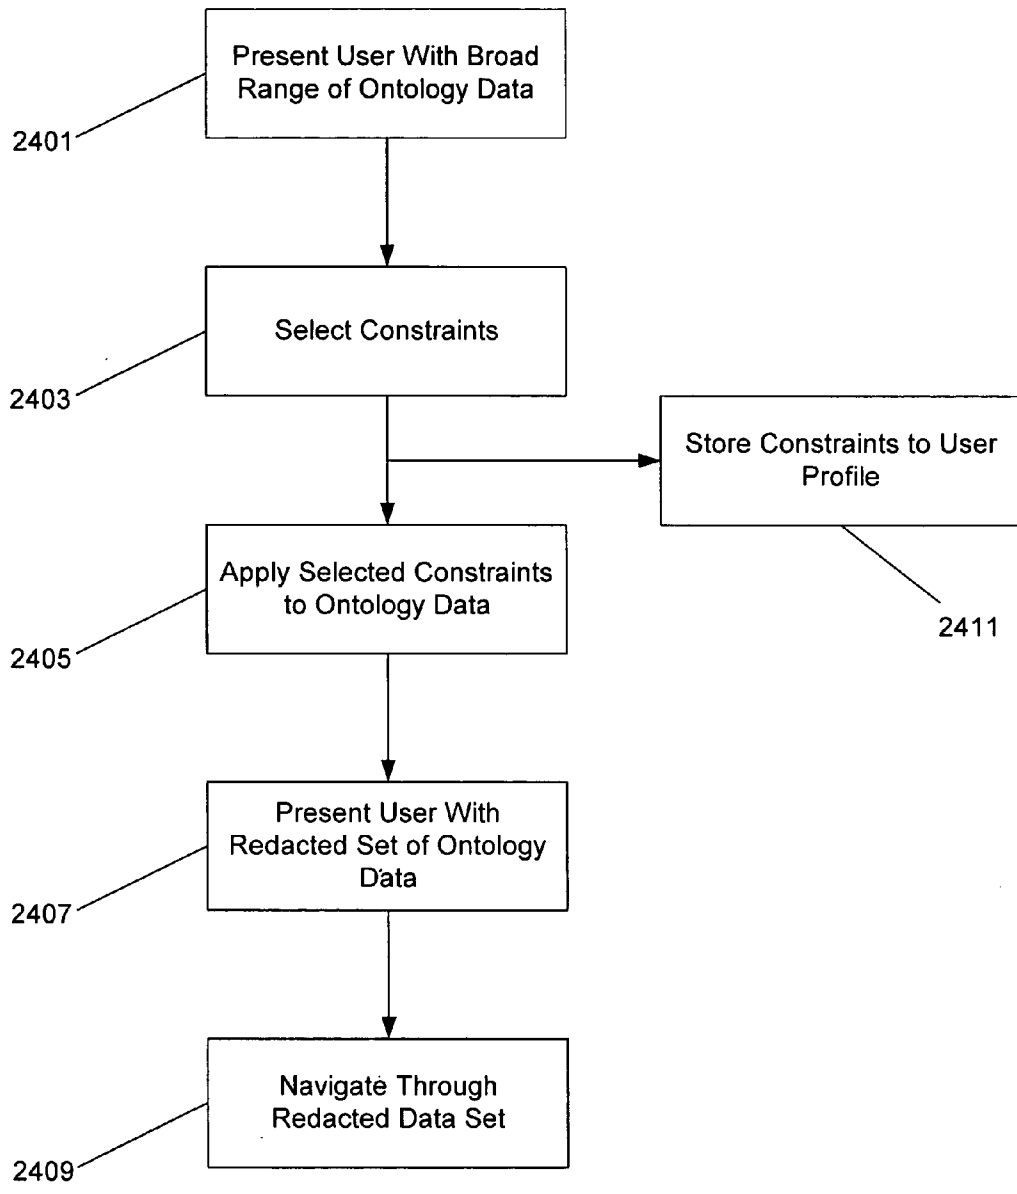 Present User With Broad
Range of Ontology Data
2401
Select Constraints
2403
Store Constraints to User
Profile
2411
Apply Selected Constraints
to Ontology Data
2405
Present User With
Redacted Set of Ontology
Data
2407
Navigate Through
Redacted Data Set
2409